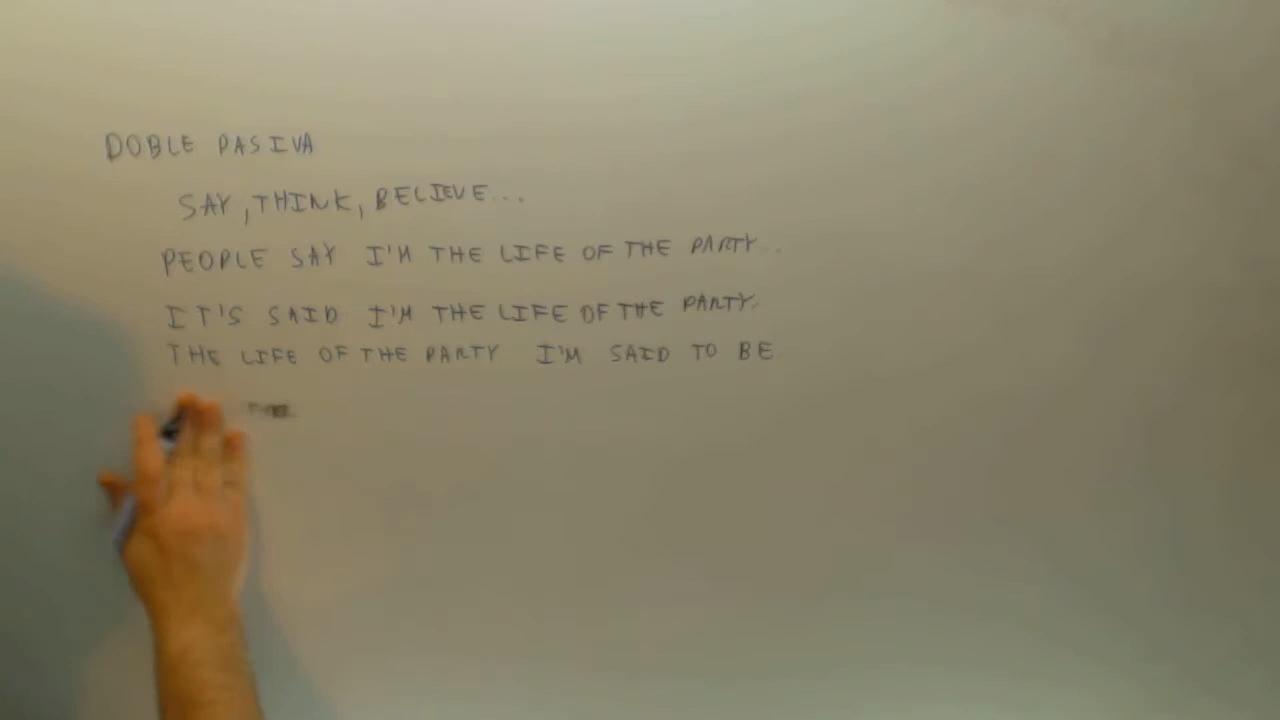 DOBLE PASIVA
SAY, THINK, BELIEVE...
PEOPLE SAY I'M THE LIFE OF THE PARTY..
IT'S SAID I'M THE LIFE OF THE PARTY.
THE LIFE OF THE PARTY I'M SAID TO BE